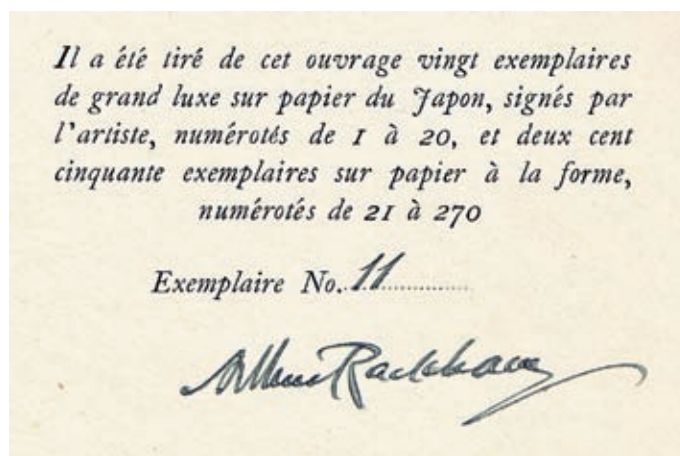 Il a été tiré de cet ouvrage vingt exemplaires
de grand luxe sur papier du Japon, signés par
l'artiste, numérotés de 1 à 20, et deux cent
cinquante exemplaires sur papier à la forme,
numérotés de 21 à 270
Exemplaire No. 11
Arthur Rackham